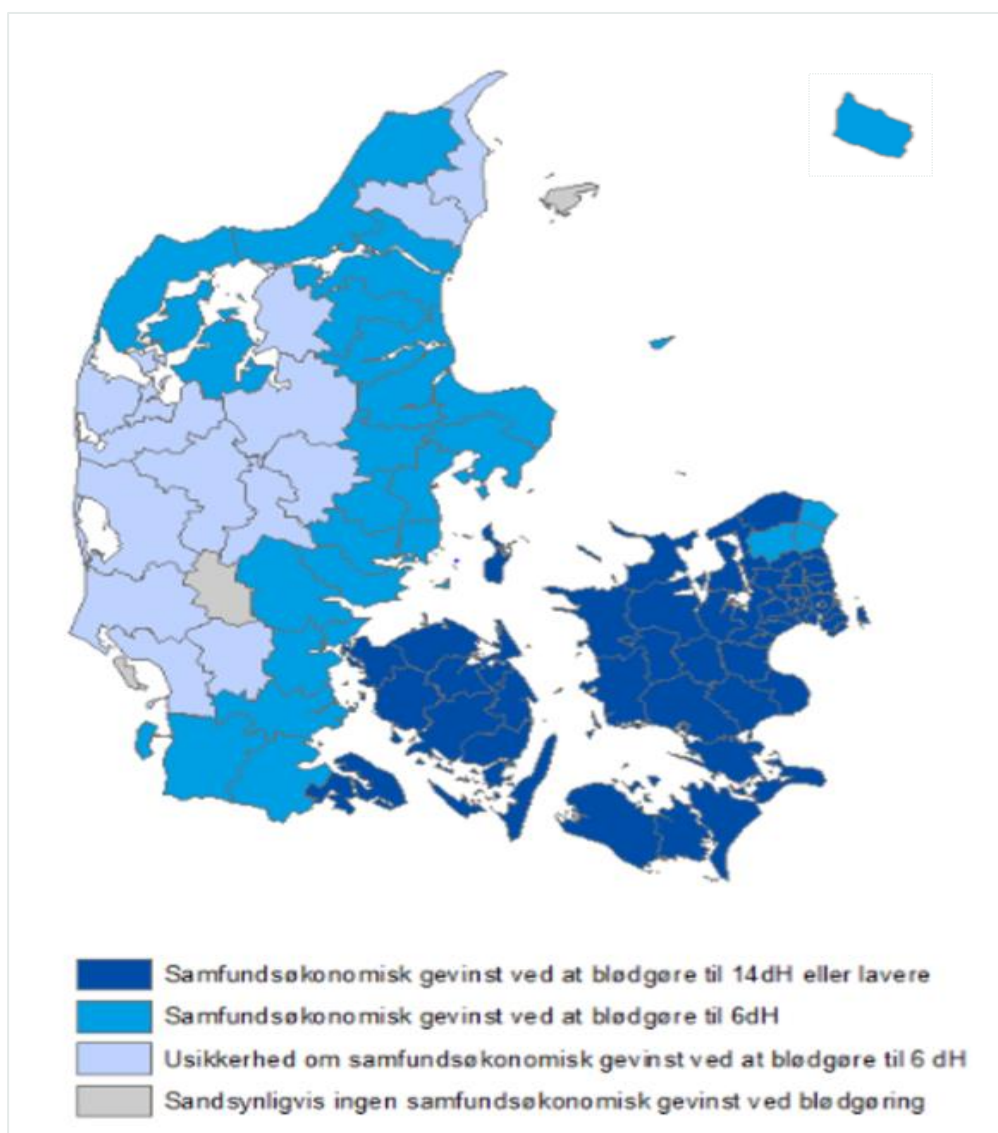 Samfundsøkonomisk gevinst ved at blødgøre til 14dH eller lavere
Samfundsøkonomisk gevinst ved at blødgøre til 6dH
Usikkerhed om samfundsøkonomisk gevinst ved at blødgøre til 6 dH
Sandsynligvis ingen samfundsøkonomisk gevinst ved blødgøring